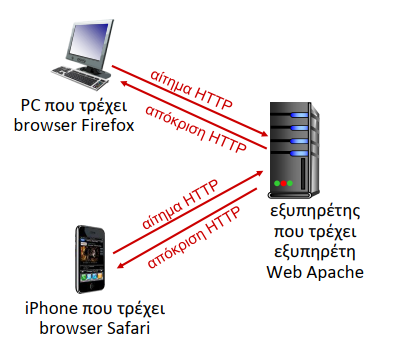 αίτημα HTTP
απόκριση HTTP
PC που τρέχει
browser Firefox
εξυπηρέτης
που τρέχει
εξυπηρέτη
Web Apache
αίτημα HTTP
απόκριση HTTP
iPhone που τρέχει
browser Safari